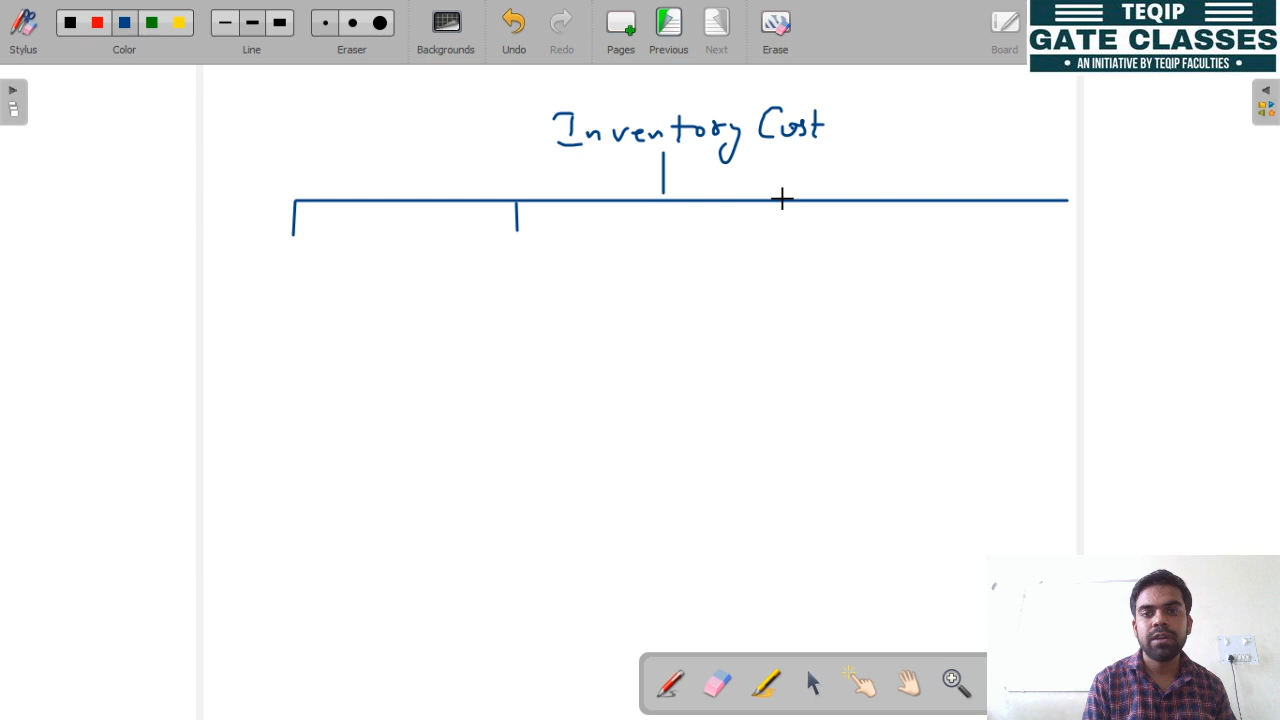 Stylus
Color
Line
Eraser
Backgrounds
Undo
Redo
Pages
Previous
Next
Erase
Board
TEQIP
GATE CLASSES
• AN INITIATIVE BY TEQIP FACULTIES •
Inventory Cost